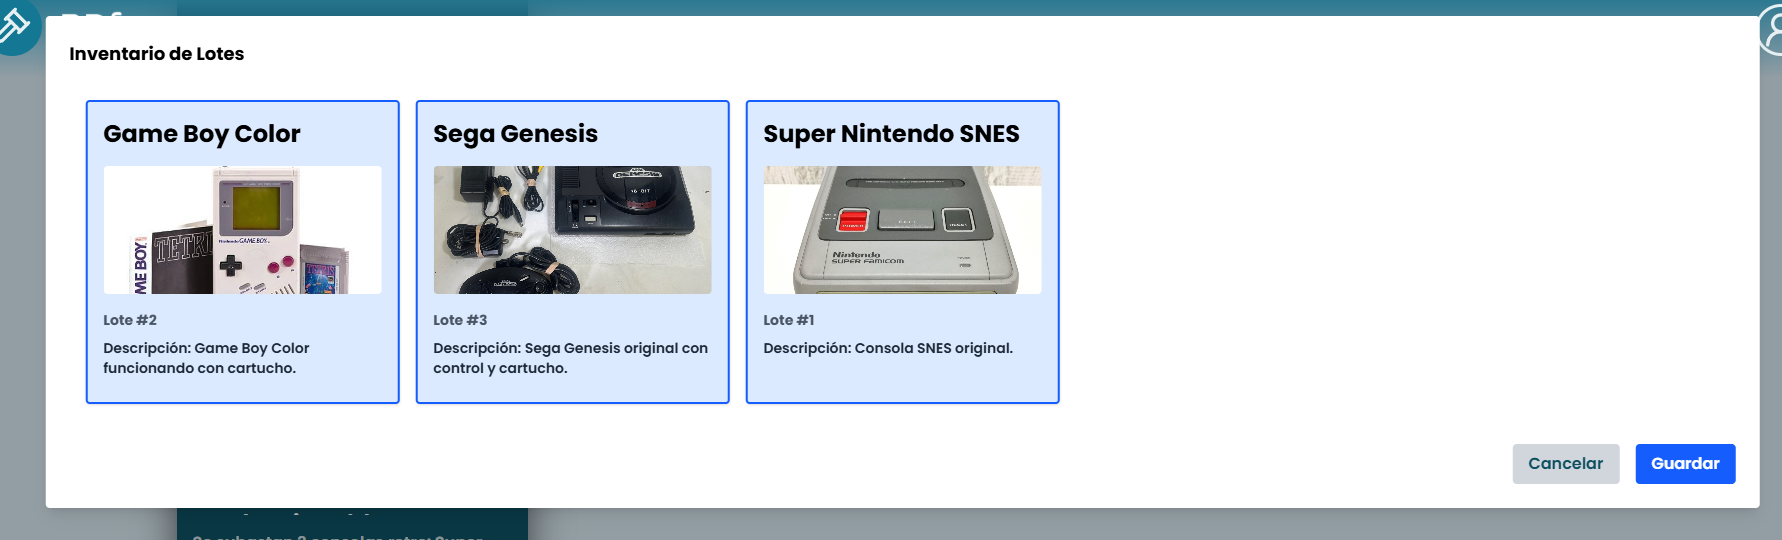 Inventario de Lotes
Game Boy Color
Sega Genesis
Super Nintendo SNES
TETRI
ME BOY
Nintendo GAME BOY
16-BIT
POWER
RESET
Nintendo
SUPER FAMICOM
Lote #2
Lote #3
Lote #1
Descripción: Game Boy Color
funcionando con cartucho.
Descripción: Sega Genesis original con
control y cartucho.
Descripción: Consola SNES original.
Cancelar
Guardar